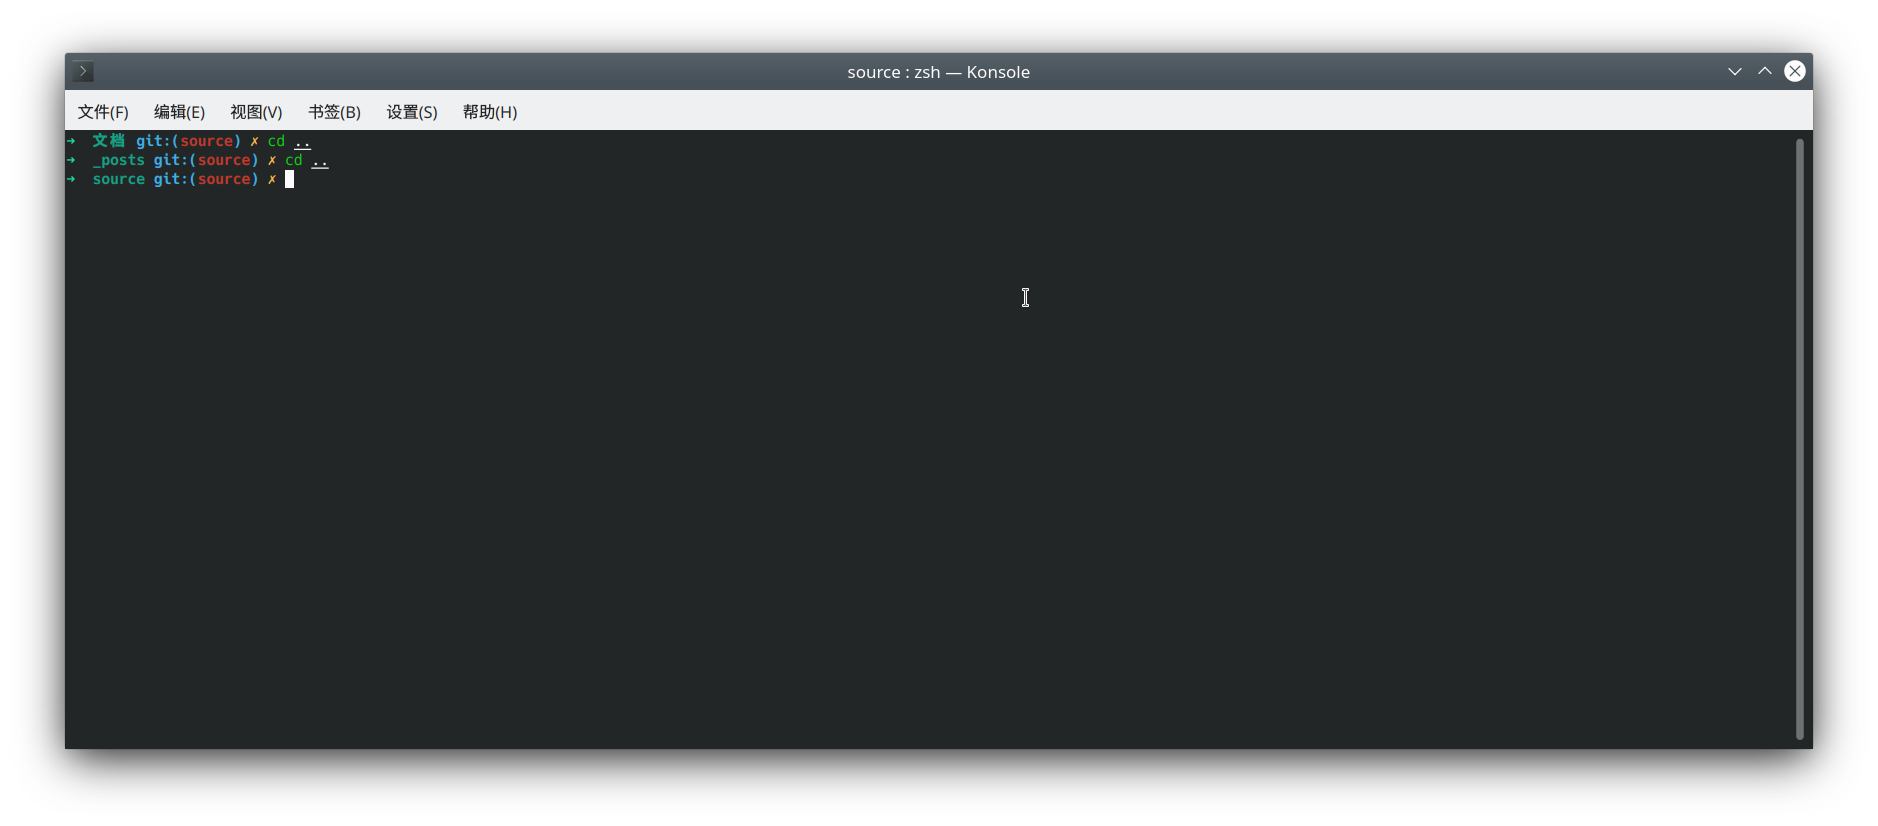 source : zsh — Konsole
文件(F) 编辑(E) 视图(V) 书签(B) 设置(S) 帮助(H)
➜ 文档 git:(source) ✗ cd ..
➜ _posts git:(source) ✗ cd ..
➜ source git:(source) ✗